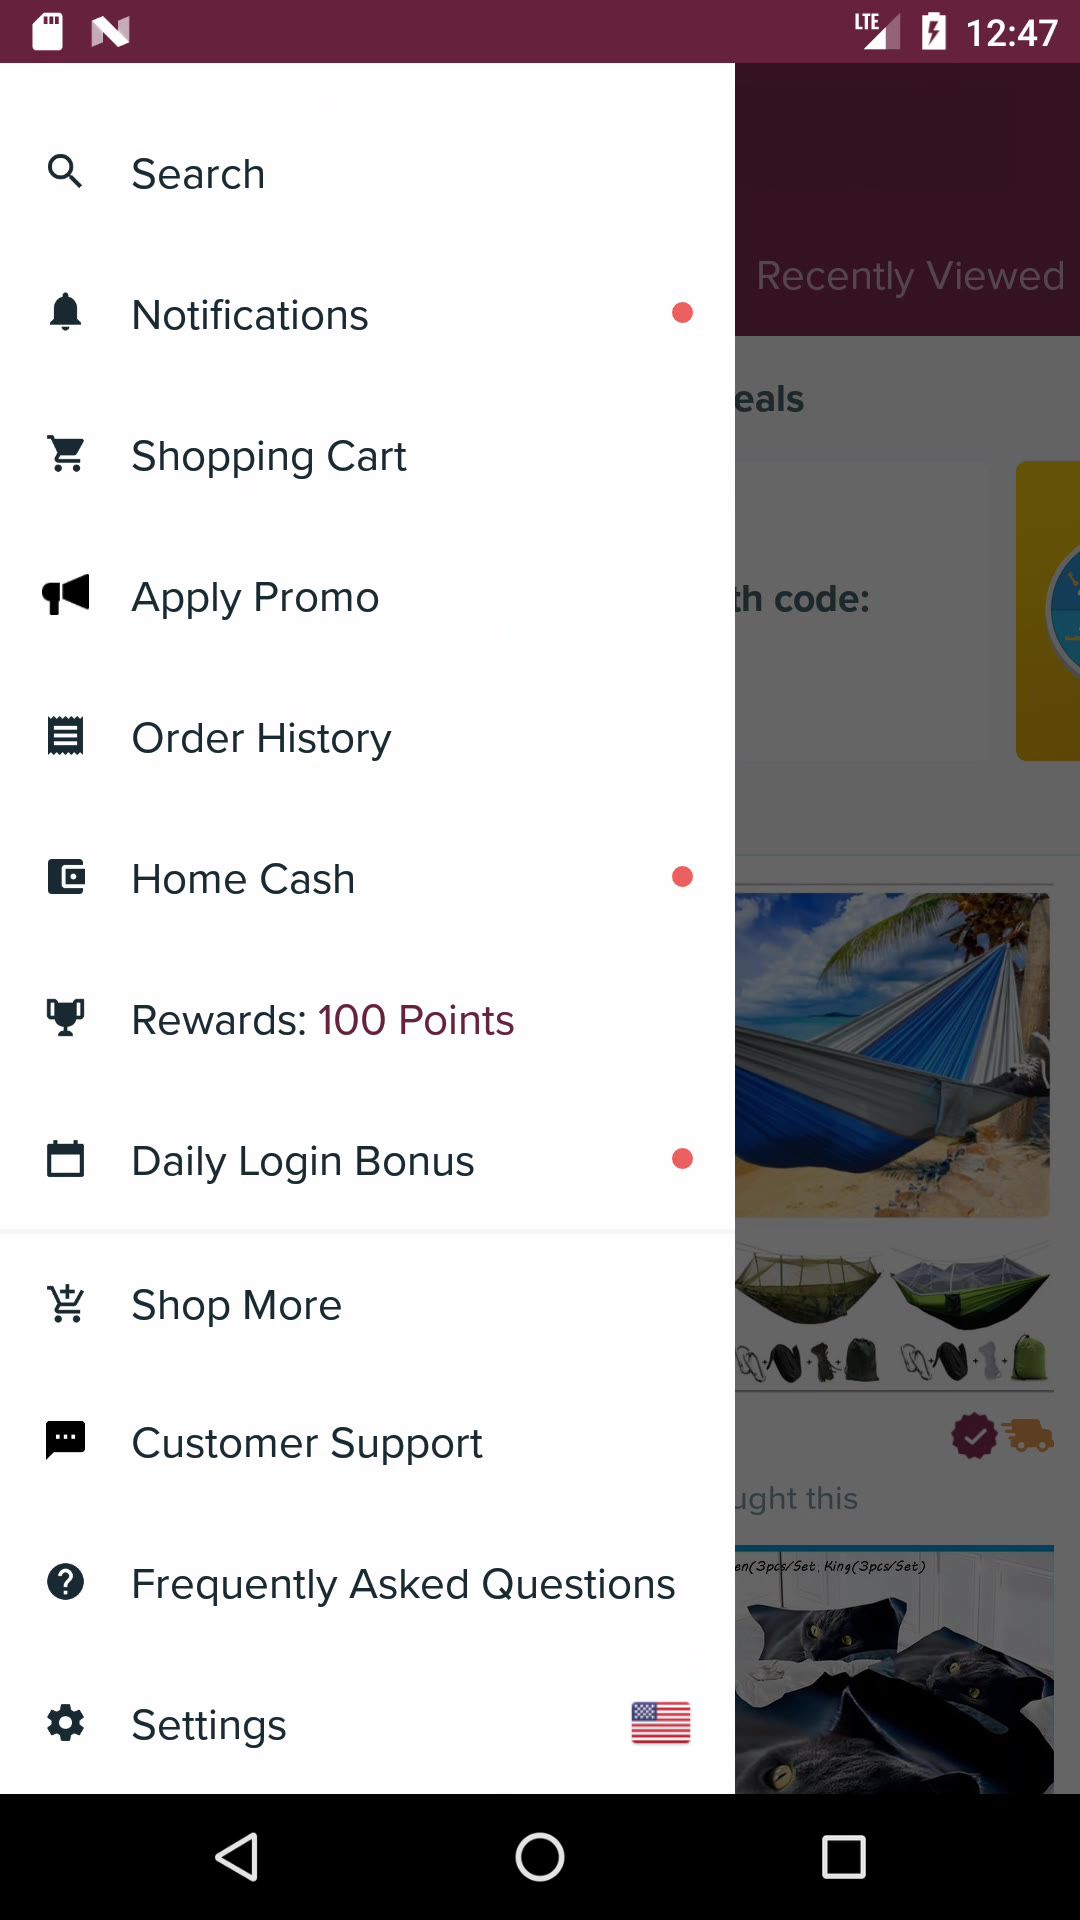 LTE 12:47
Search
Recently Viewed
Notifications
eals
Shopping Cart
Apply Promo
th code:
Order History
Home Cash
Rewards: 100 Points
Daily Login Bonus
Shop More
Customer Support
ught this
en(3pcs/Set, King(3pcs/Set)
Frequently Asked Questions
Settings